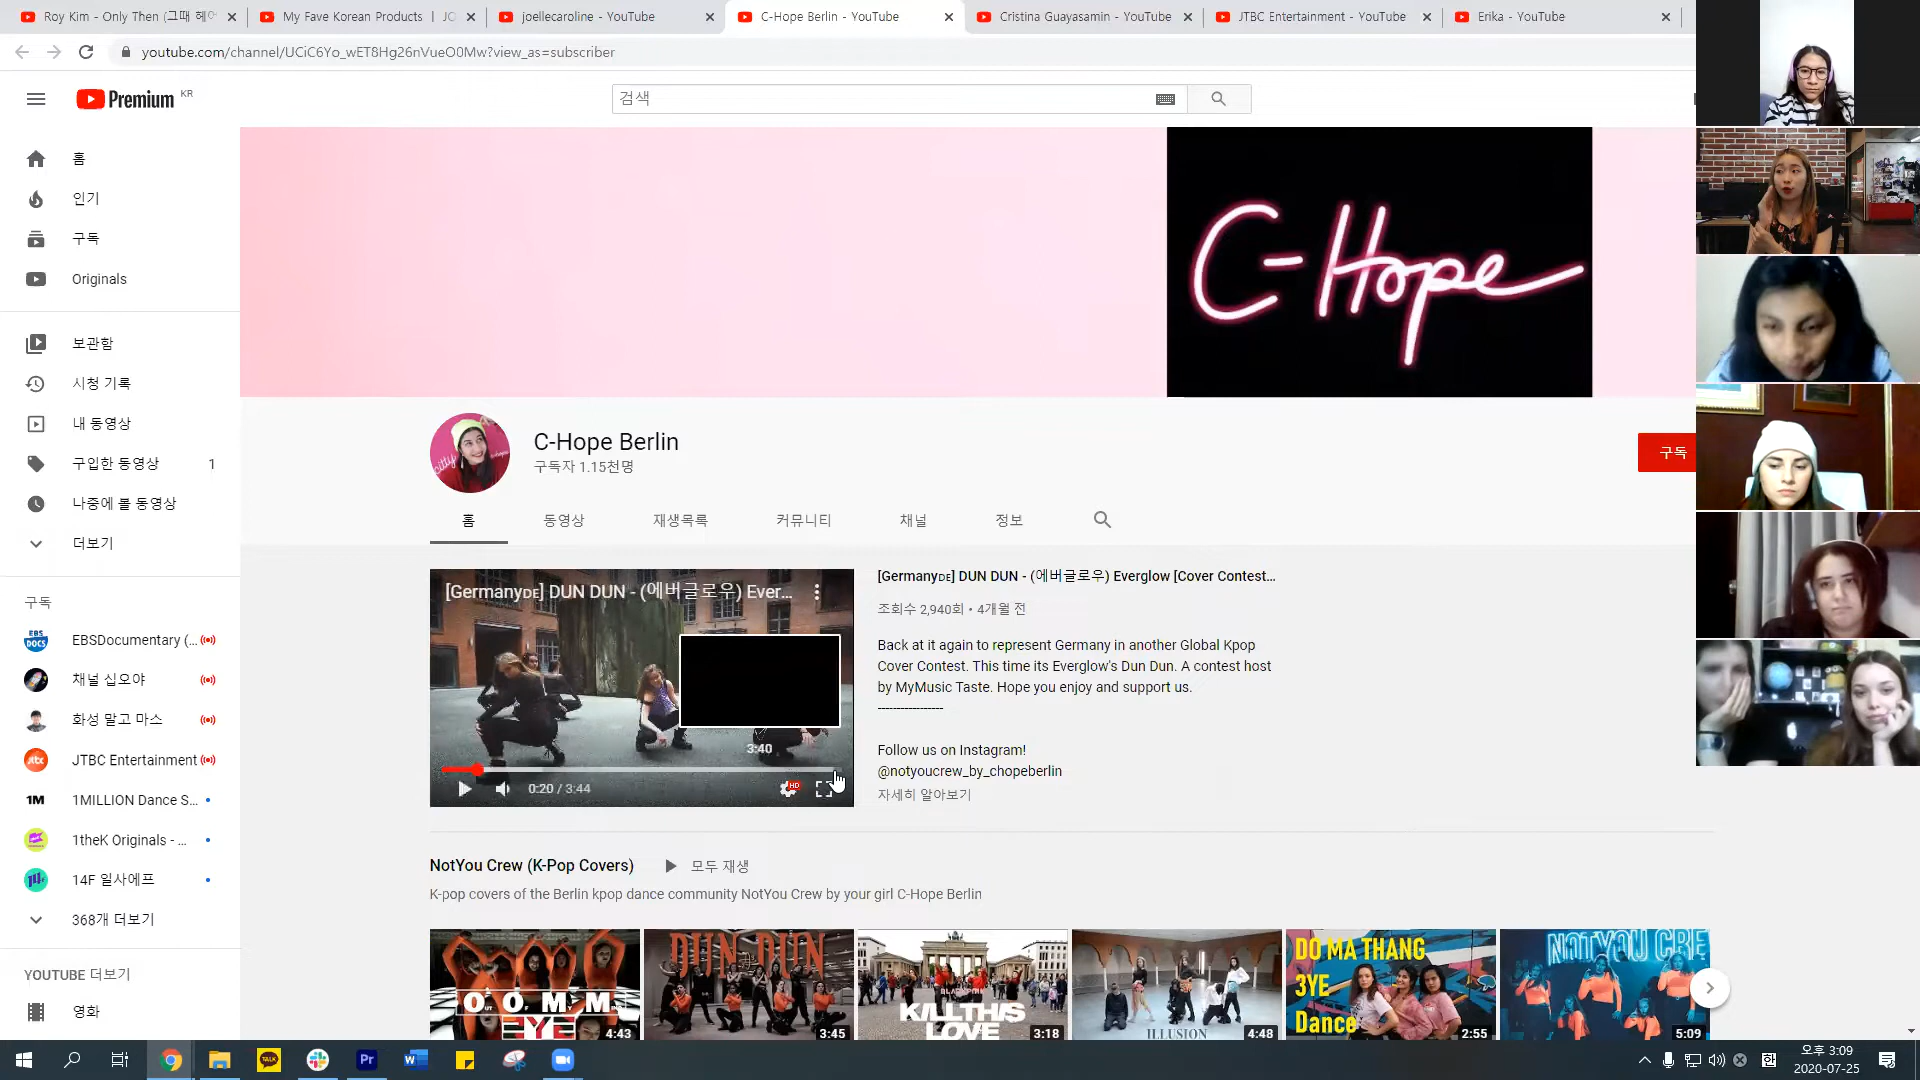 Roy Kim - Only Then (그때 헤어
My Fave Korean Products | JO
joellecaroline - YouTube
C-Hope Berlin - YouTube
Cristina Guayasamin - YouTube
JTBC Entertainment - YouTube
Erika - YouTube
youtube.com/channel/UCiC6Yo_wET8Hg26nVueO0Mw?view_as=subscriber
Premium KR
검색
홈
인기
구독
Originals
보관함
시청 기록
내 동영상
구입한 동영상 1
나중에 볼 동영상
더보기
구독
EBS DOCS
EBSDocumentary (...
채널 십오야
화성 말고 마스
jtbc
JTBC Entertainment
1M
1MILLION Dance S...
1theK Originals - ...
14F 일사에프
368개 더보기
YOUTUBE 더보기
영화
C-Hope
C-Hope Berlin
구독자 1.15천명
구독
홈
동영상
재생목록
커뮤니티
채널
정보
[GermanyDE] DUN DUN - (에버글로우) Ever...
3:40
0:20 / 3:44
HD
[GermanyDE] DUN DUN - (에버글로우) Everglow [Cover Contest...
조회수 2,940회 • 4개월 전
Back at it again to represent Germany in another Global Kpop
Cover Contest. This time its Everglow's Dun Dun. A contest host
by MyMusic Taste. Hope you enjoy and support us.
----------------
Follow us on Instagram!
@notyoucrew_by_chopeberlin
자세히 알아보기
NotYou Crew (K-Pop Covers)
모두 재생
K-pop covers of the Berlin kpop dance community NotYou Crew by your girl C-Hope Berlin
4:43
DUN DUN
3:45
BLACKPINK
KILL THIS
LOVE
3:18
ILLUSION
4:48
DO MA THANG
3YE
Dance
2:55
NOTYOU CRE
5:09
TALK
Pr
W
한
오후 3:09
2020-07-25